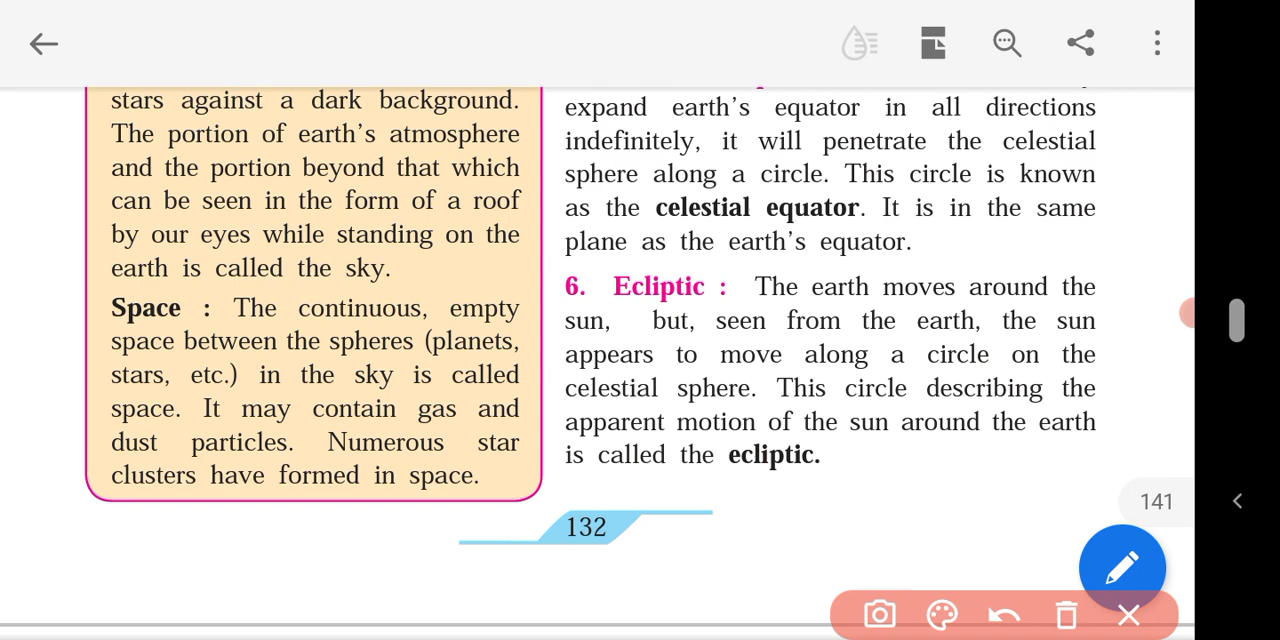 stars against a dark background.
The portion of earth's atmosphere
and the portion beyond that which
can be seen in the form of a roof
by our eyes while standing on the
earth is called the sky.
Space : The continuous, empty
space between the spheres (planets,
stars, etc.) in the sky is called
space. It may contain gas and
dust particles. Numerous star
clusters have formed in space.
expand earth's equator in all directions
indefinitely, it will penetrate the celestial
sphere along a circle. This circle is known
as the celestial equator. It is in the same
plane as the earth's equator.
6. Ecliptic : The earth moves around the
sun, but, seen from the earth, the sun
appears to move along a circle on the
celestial sphere. This circle describing the
apparent motion of the sun around the earth
is called the ecliptic.
132
141